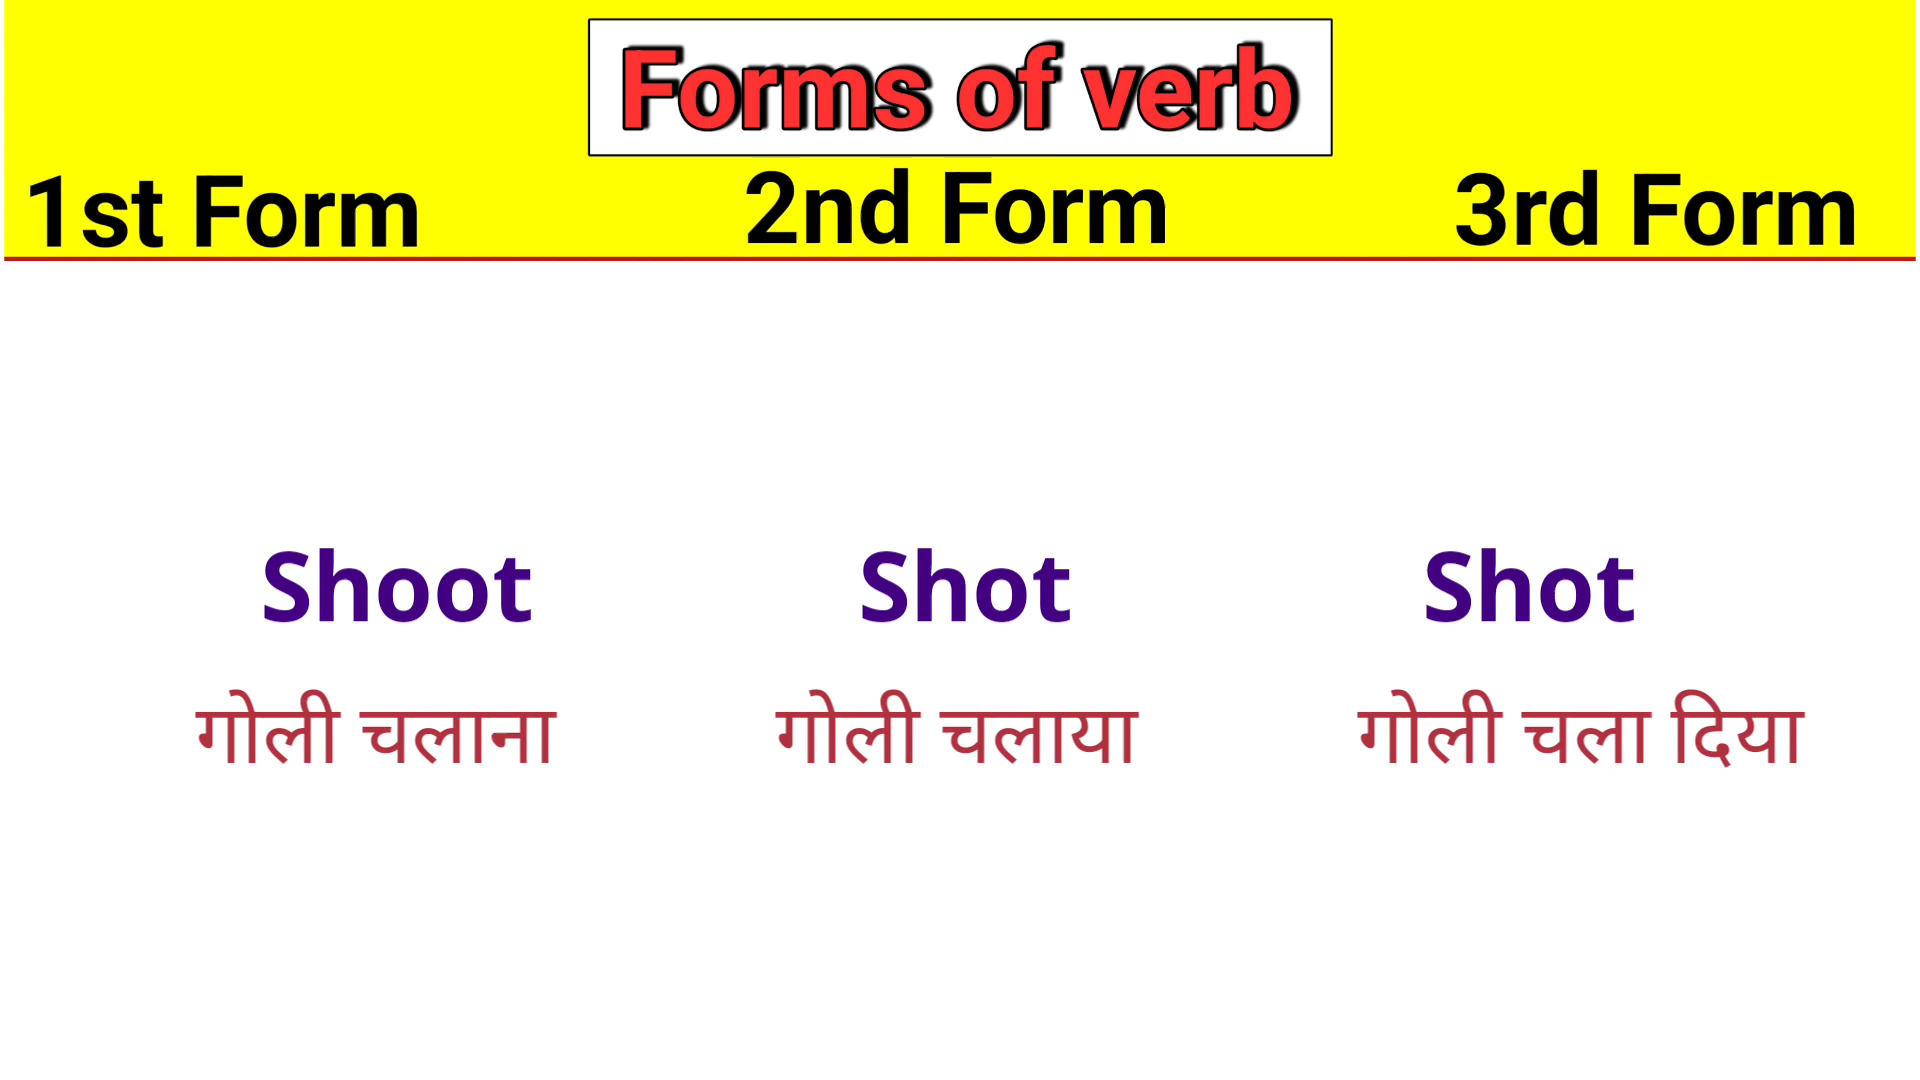 Forms of verb
1st Form 2nd Form 3rd Form
Shoot Shot Shot
गोली चलाना गोली चलाया गोली चला दिया